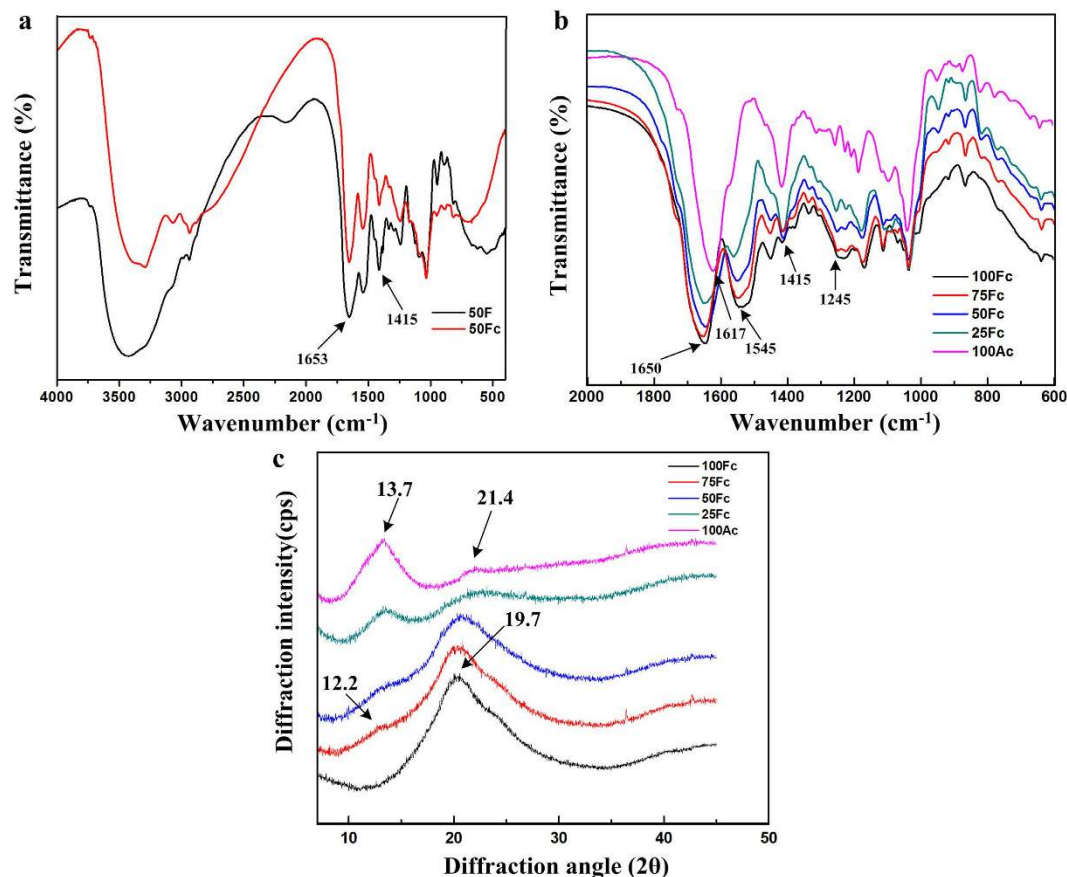 a
Transmittance (%)
1653
1415
50F
50Fc
4000 3500 3000 2500 2000 1500 1000 500
Wavenumber (cm-1)
b
Transmittance (%)
1650
1617
1545
1415
1245
100Fc
75Fc
50Fc
25Fc
100Ac
2000 1800 1600 1400 1200 1000 800 600
Wavenumber (cm-1)
c
Diffraction intensity(cps)
13.7
21.4
19.7
12.2
100Fc
75Fc
50Fc
25Fc
100Ac
10 20 30 40 50
Diffraction angle (2θ)